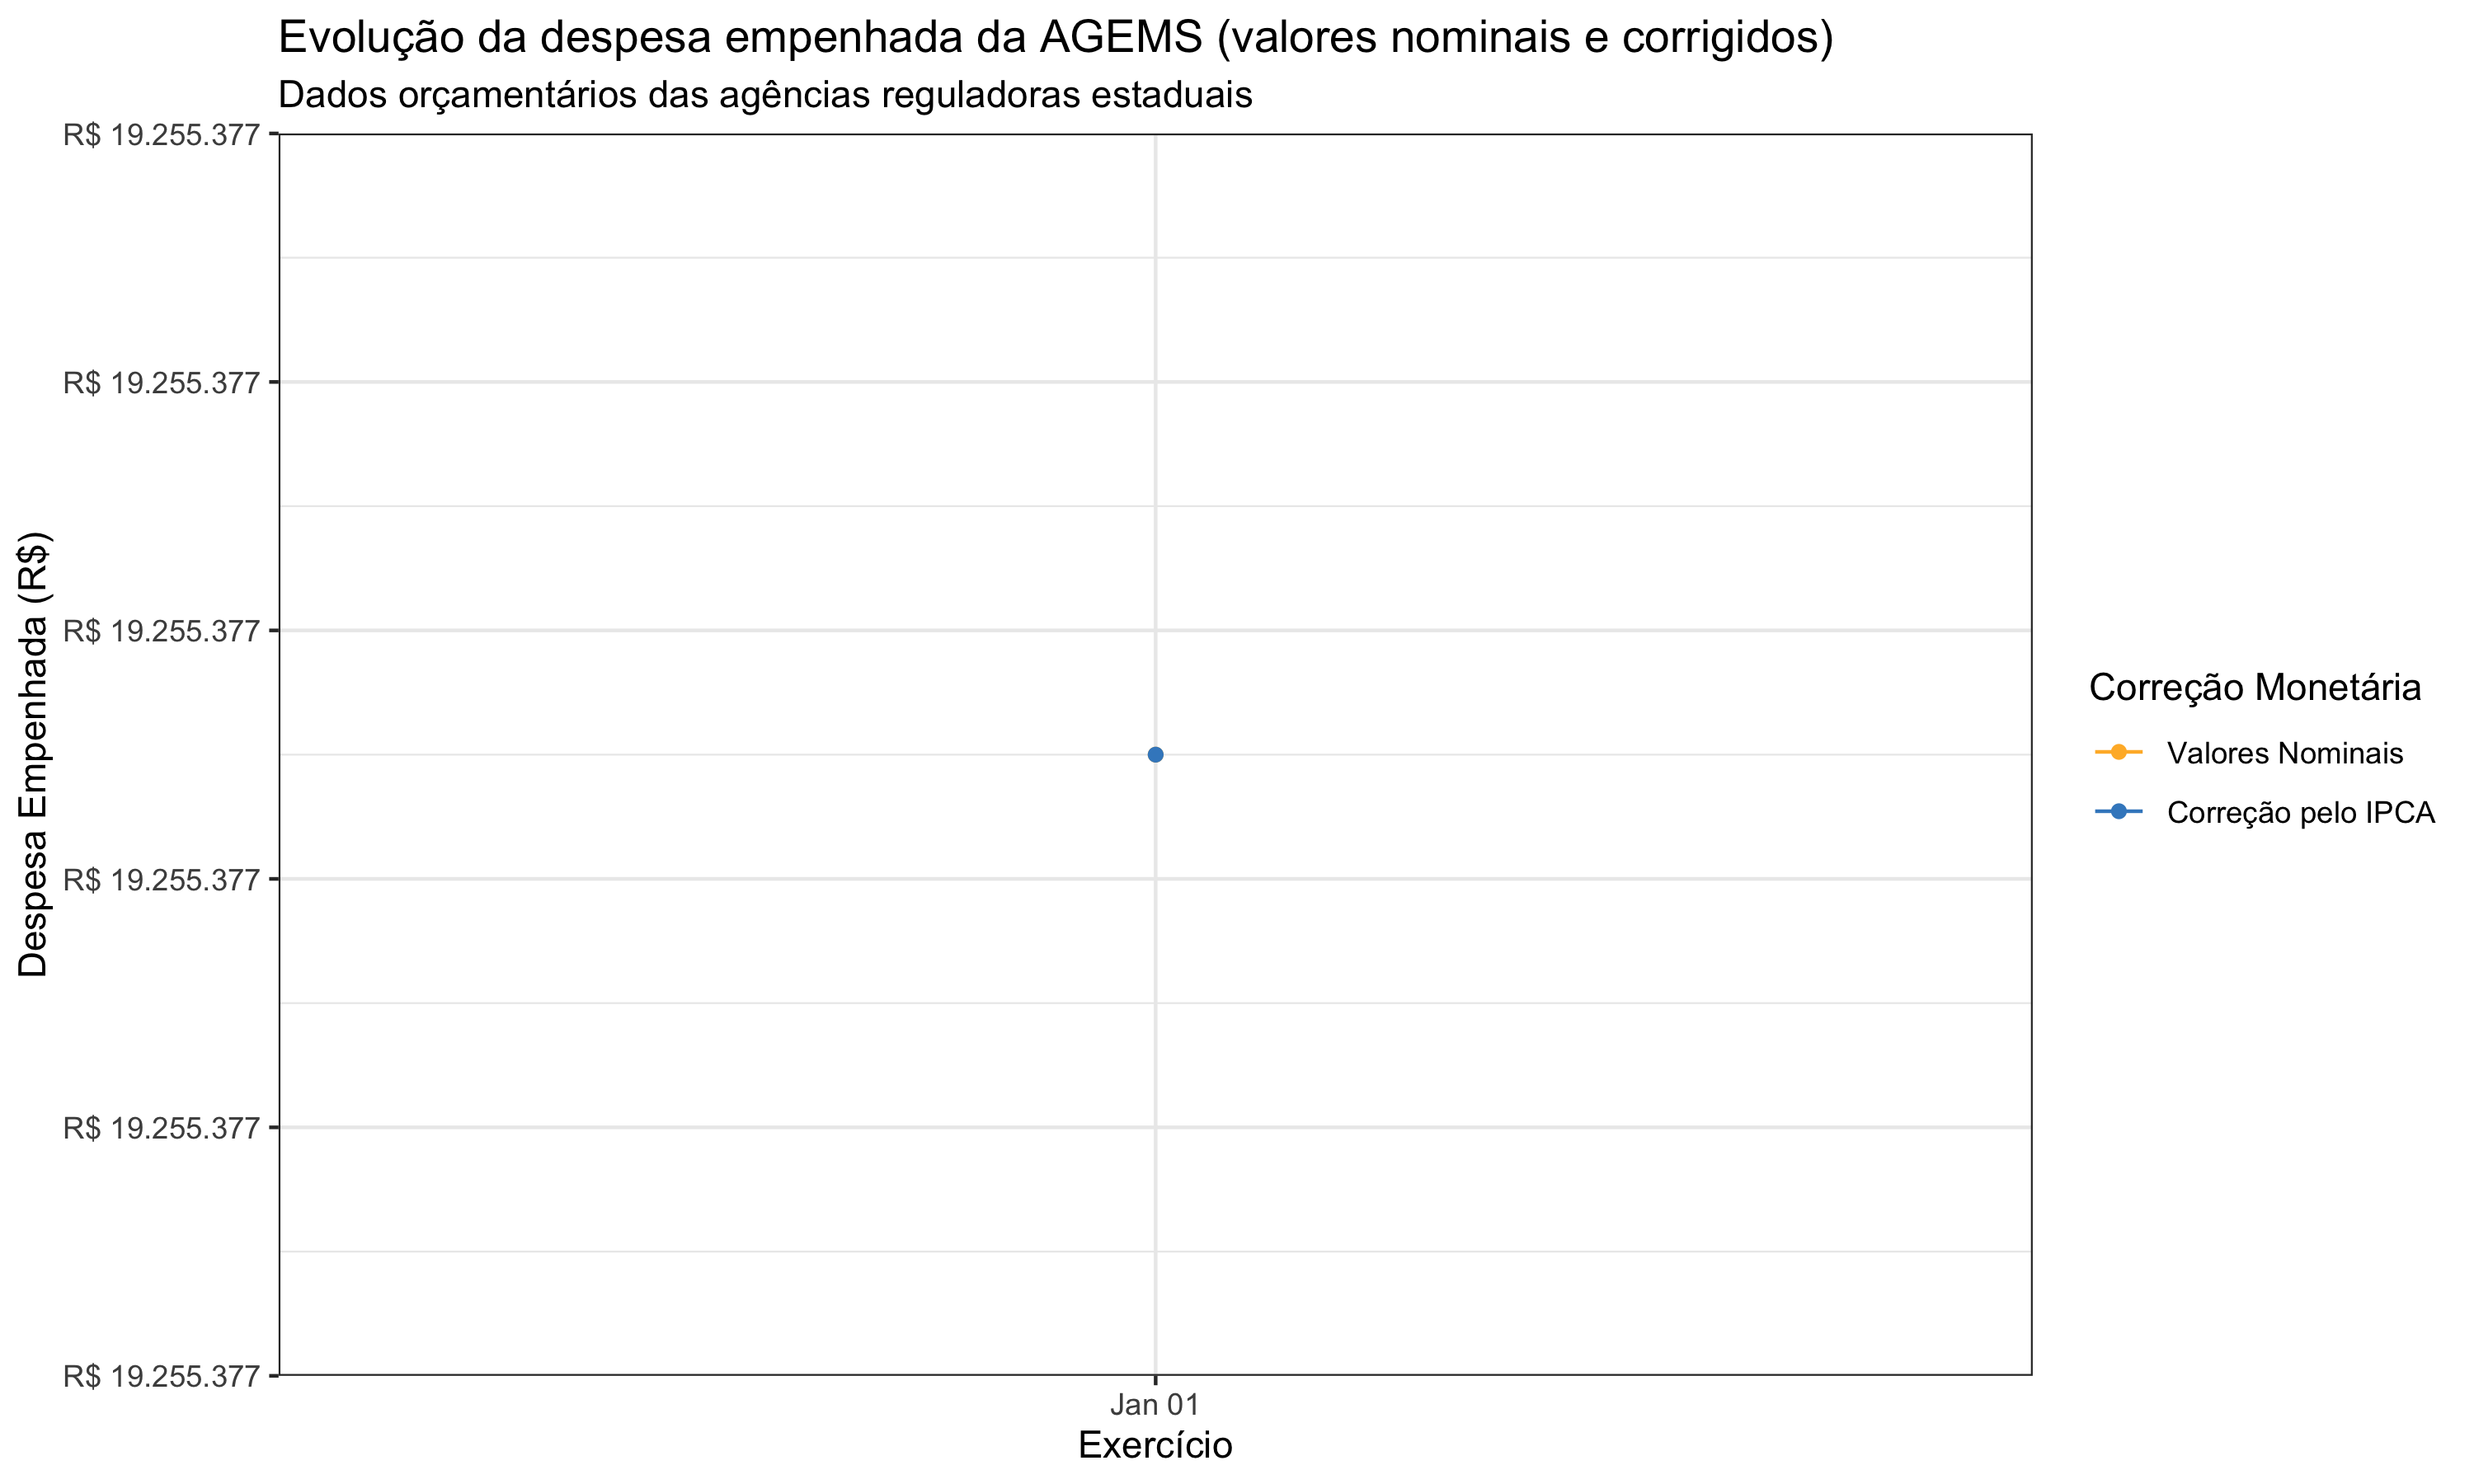 Evolução da despesa empenhada da AGEMS (valores nominais e corrigidos)
Dados orçamentários das agências reguladoras estaduais
R$ 19.255.377
R$ 19.255.377
R$ 19.255.377
R$ 19.255.377
R$ 19.255.377
R$ 19.255.377
Despesa Empenhada (R$)
Jan 01
Exercício
Correção Monetária
Valores Nominais
Correção pelo IPCA